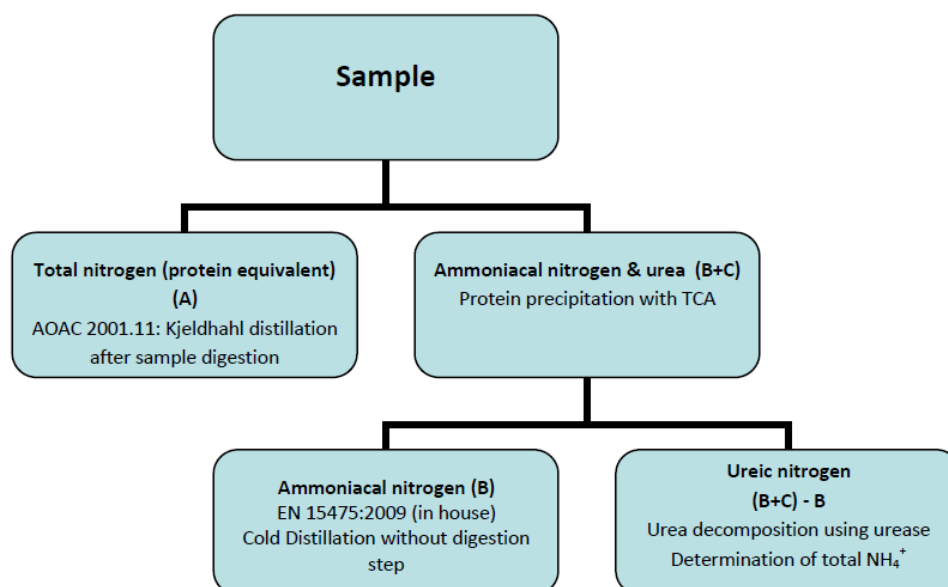 Sample
Total nitrogen (protein equivalent)
(A)
AOAC 2001.11: Kjeldhahl distillation
after sample digestion
Ammoniacal nitrogen & urea (B+C)
Protein precipitation with TCA
Ammoniacal nitrogen (B)
EN 15475:2009 (in house)
Cold Distillation without digestion
step
Ureic nitrogen
(B+C) - B
Urea decomposition using urease
Determination of total NH₄⁺